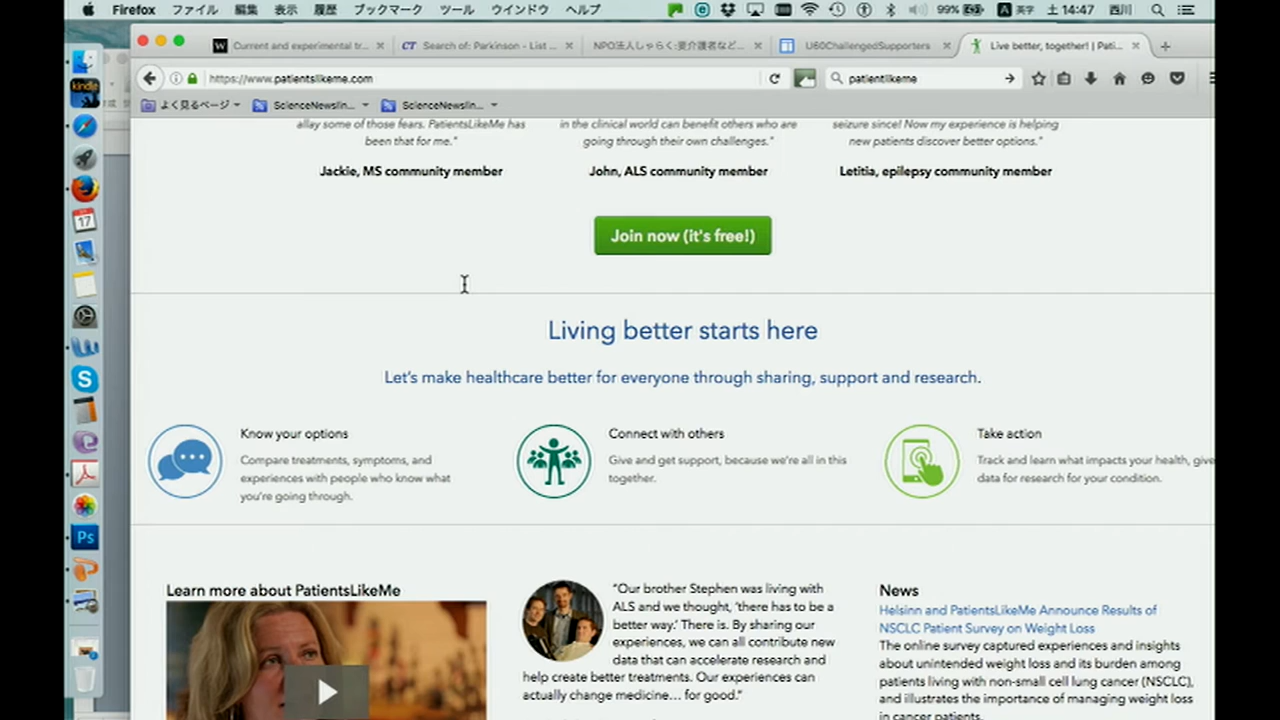 Firefox ファイル 編集 表示 履歴 ブックマーク ツール ウインドウ ヘルプ 99% 英字 土 14:47 西川
Current and experimental tr... Search of: Parkinson - List ... NPO法人しゃらく:要介護者など... U60ChallengedSupporters Live better, together! | Pati...
https://www.patientslikeme.com patientlikeme
よく見るページ ScienceNewsIin... ScienceNewsIin...
allay some of those fears. PatientsLikeMe has
been that for me."
Jackie, MS community member
in the clinical world can benefit others who are
going through their own challenges."
John, ALS community member
seizure since! Now my experience is helping
new patients discover better options."
Letitia, epilepsy community member
Join now (it's free!)
Living better starts here
Let's make healthcare better for everyone through sharing, support and research.
Know your options
Compare treatments, symptoms, and
experiences with people who know what
you're going through.
Connect with others
Give and get support, because we're all in this
together.
Take action
Track and learn what impacts your health, give
data for research for your condition.
Learn more about PatientsLikeMe
"Our brother Stephen was living with
ALS and we thought, 'there has to be a
better way.' There is. By sharing our
experiences, we can all contribute new
data that can accelerate research and
help create better treatments. Our experiences can
actually change medicine... for good."
News
Helsinn and PatientsLikeMe Announce Results of
NSCLC Patient Survey on Weight Loss
The online survey captured experiences and insights
about unintended weight loss and its burden among
patients living with non-small cell lung cancer (NSCLC),
and illustrates the importance of managing weight loss
in cancer patients.
kindle
17
Ps